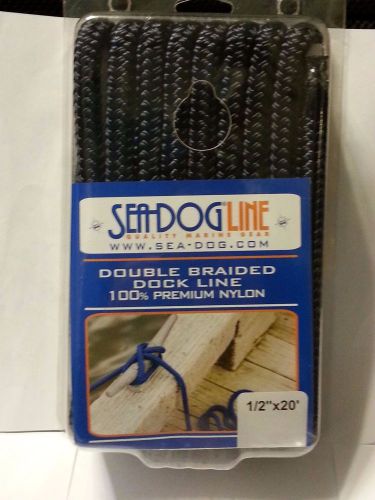 SEA-DOG LINE
QUALITY MARINE GEAR
WWW.SEA-DOG.COM
DOUBLE BRAIDED
DOCK LINE
100% PREMIUM NYLON
1/2"x20'